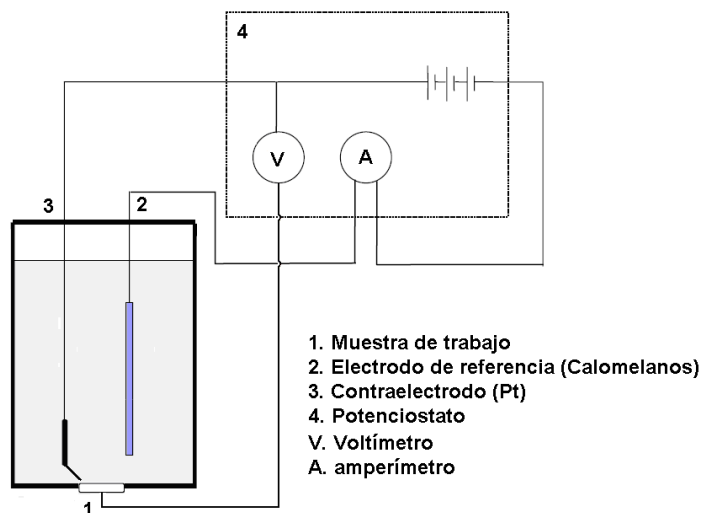 4
V
A
3
2
1
1. Muestra de trabajo
2. Electrodo de referencia (Calomelanos)
3. Contraelectrodo (Pt)
4. Potenciostato
V. Voltímetro
A. amperímetro